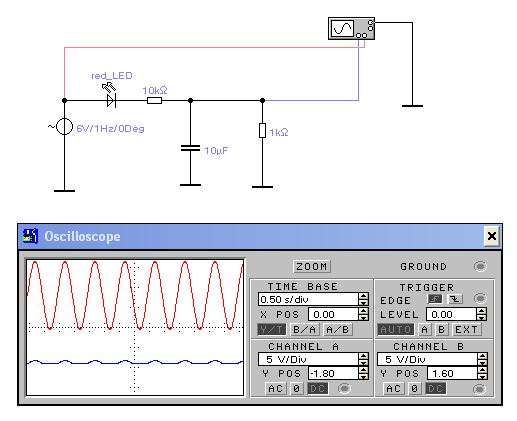 red_LED
10kΩ
6V/1Hz/0Deg
1kΩ
10µF
Oscilloscope
ZOOM GROUND
TIME BASE TRIGGER
0.50 s/div EDGE
X POS 0.00 LEVEL 0.00
Y/T B/A A/B AUTO A B EXT
CHANNEL A CHANNEL B
5 V/Div 5 V/Div
Y POS -1.80 Y POS 1.60
AC 0 DC AC 0 DC